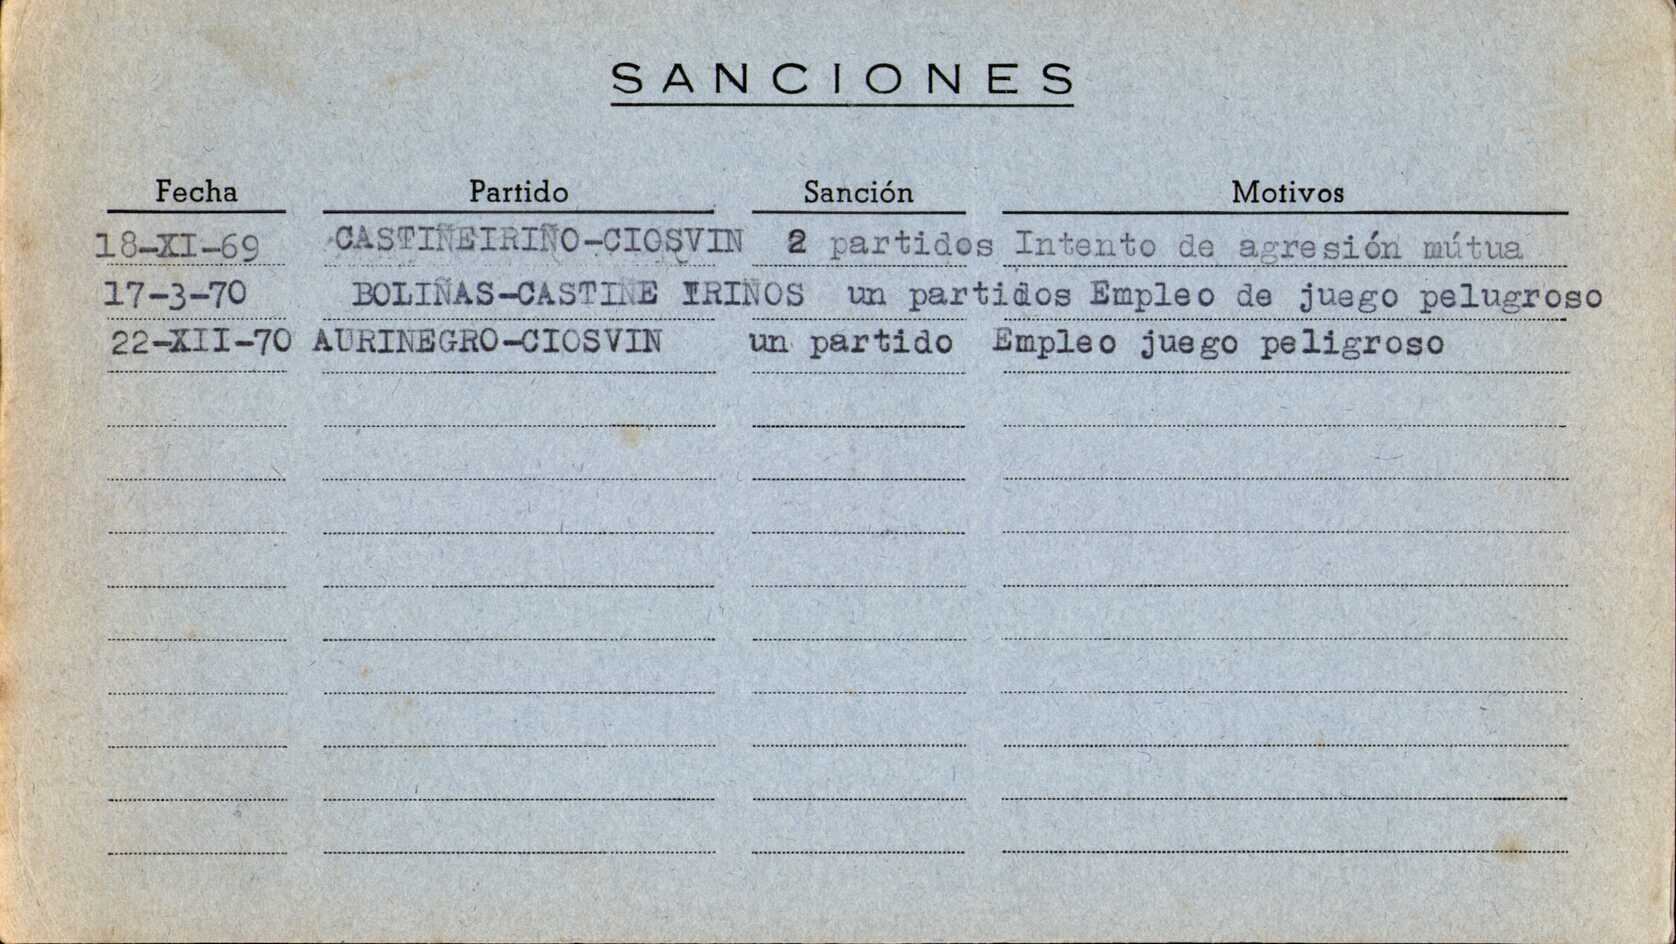 SANCIONES
Fecha Partido Sanción Motivos
18-XI-69 CASTIÑEIRIÑO-CIOSVIN 2 partidos Intento de agresión mútua
17-3-70 BOLIÑAS-CASTIÑE IRIÑOS un partidos Empleo de juego pelugroso
22-XII-70 AURINEGRO-CIOSVIN un partido Empleo juego peligroso